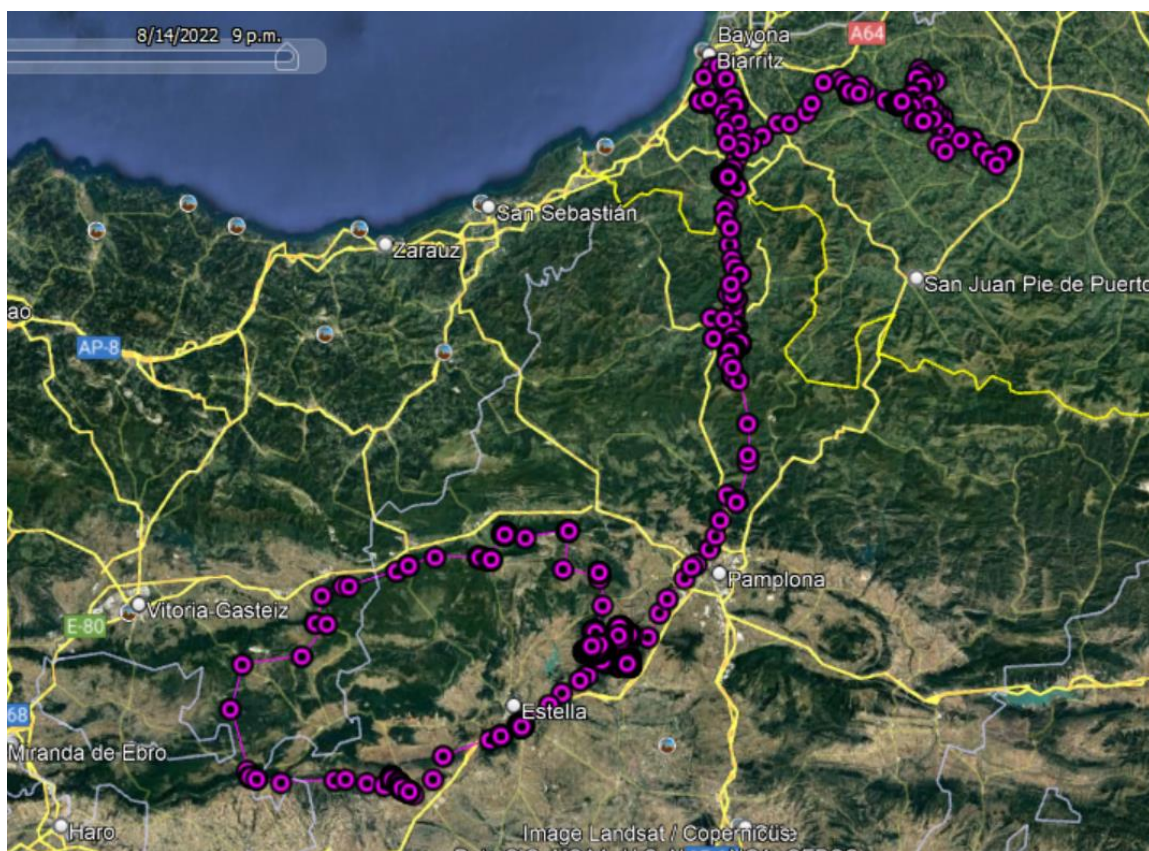 8/14/2022 9 p.m.
Bayona
A64
Biarritz
San Sebastián
Zarauz
San Juan Pie de Puerto
ao
AP-8
Pamplona
Vitoria-Gasteiz
E-80
Estella
68
Miranda de Ebro
Haro
Image Landsat / Copernicus